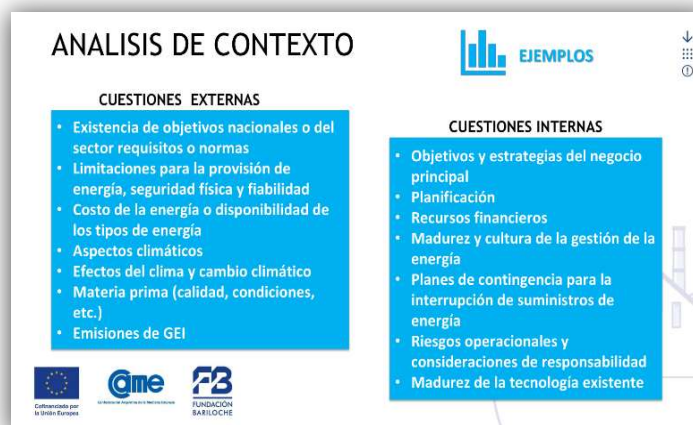 ANALISIS DE CONTEXTO
EJEMPLOS
CUESTIONES EXTERNAS
• Existencia de objetivos nacionales o del
sector requisitos o normas
• Limitaciones para la provisión de
energía, seguridad física y fiabilidad
• Costo de la energía o disponibilidad de
los tipos de energía
• Aspectos climáticos
• Efectos del clima y cambio climático
• Materia prima (calidad, condiciones,
etc.)
• Emisiones de GEI
CUESTIONES INTERNAS
• Objetivos y estrategias del negocio
principal
• Planificación
• Recursos financieros
• Madurez y cultura de la gestión de la
energía
• Planes de contingencia para la
interrupción de suministros de
energía
• Riesgos operacionales y
consideraciones de responsabilidad
• Madurez de la tecnología existente
Cofinanciado por
la Unión Europea
came
FB
FUNDACIÓN
BARILOCHE